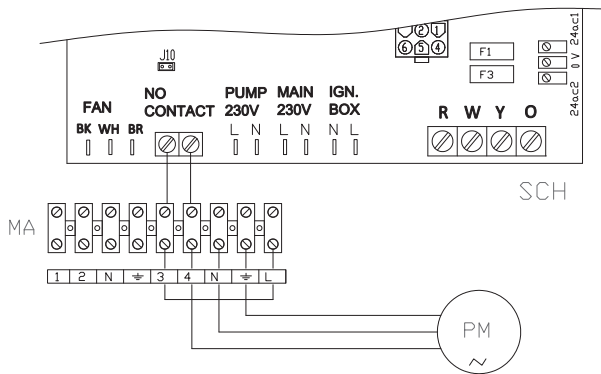 2 1
6 5 4
J10
F1
F3
24ac2 0 V 24ac1
NO
CONTACT
FAN
BK WH BR
PUMP
230V
L N
MAIN
230V
L N
IGN.
BOX
N L
R W Y O
SCH
MA
1 2 N 3 4 N L
PM